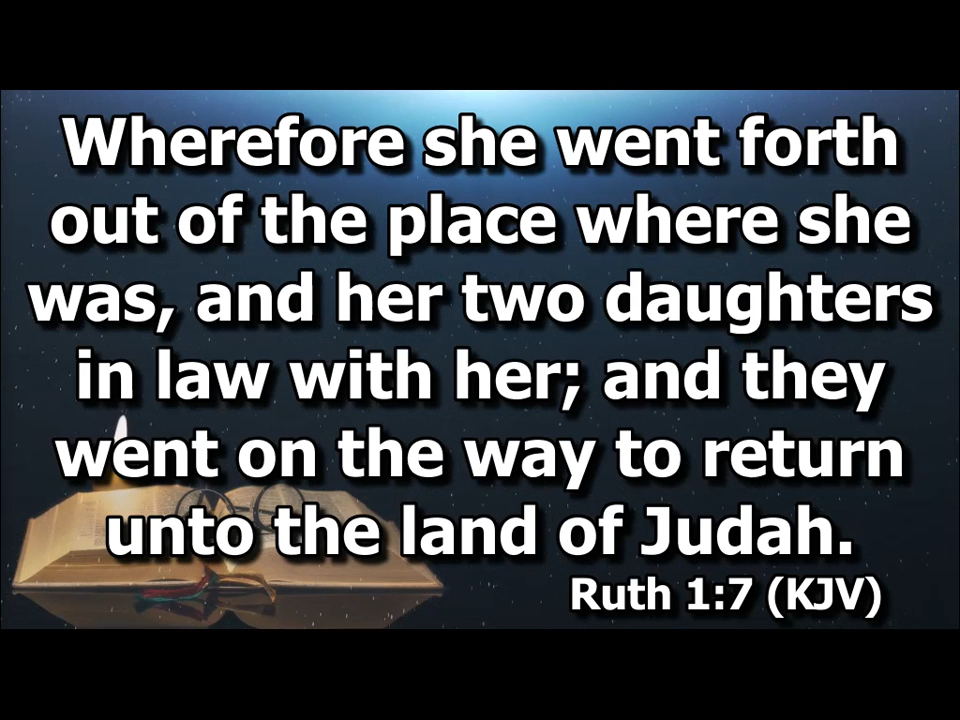 Wherefore she went forth
out of the place where she
was, and her two daughters
in law with her; and they
went on the way to return
unto the land of Judah.
Ruth 1:7 (KJV)